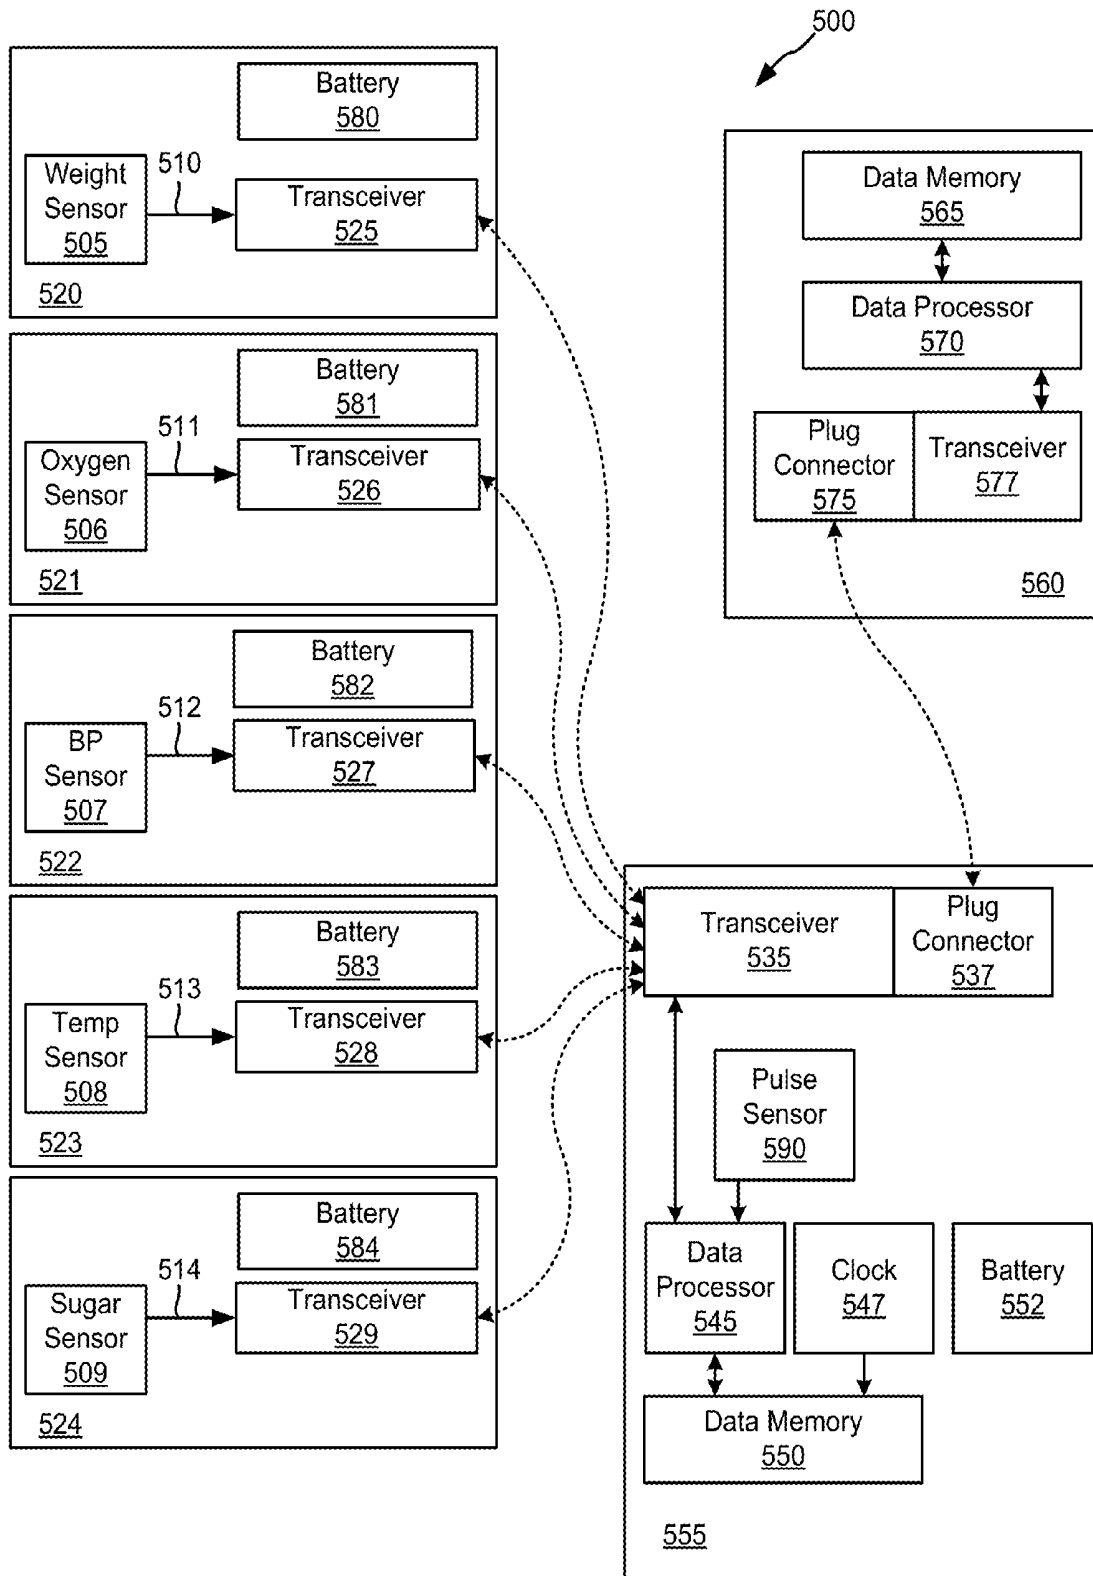 500
Battery
580
Weight
Sensor
505
510
Transceiver
525
520
Battery
581
Oxygen
Sensor
506
511
Transceiver
526
521
Battery
582
BP
Sensor
507
512
Transceiver
527
522
Battery
583
Temp
Sensor
508
513
Transceiver
528
523
Battery
584
Sugar
Sensor
509
514
Transceiver
529
524
Data Memory
565
Data Processor
570
Plug
Connector
575
Transceiver
577
560
Transceiver
535
Plug
Connector
537
Pulse
Sensor
590
Data
Processor
545
Clock
547
Battery
552
Data Memory
550
555